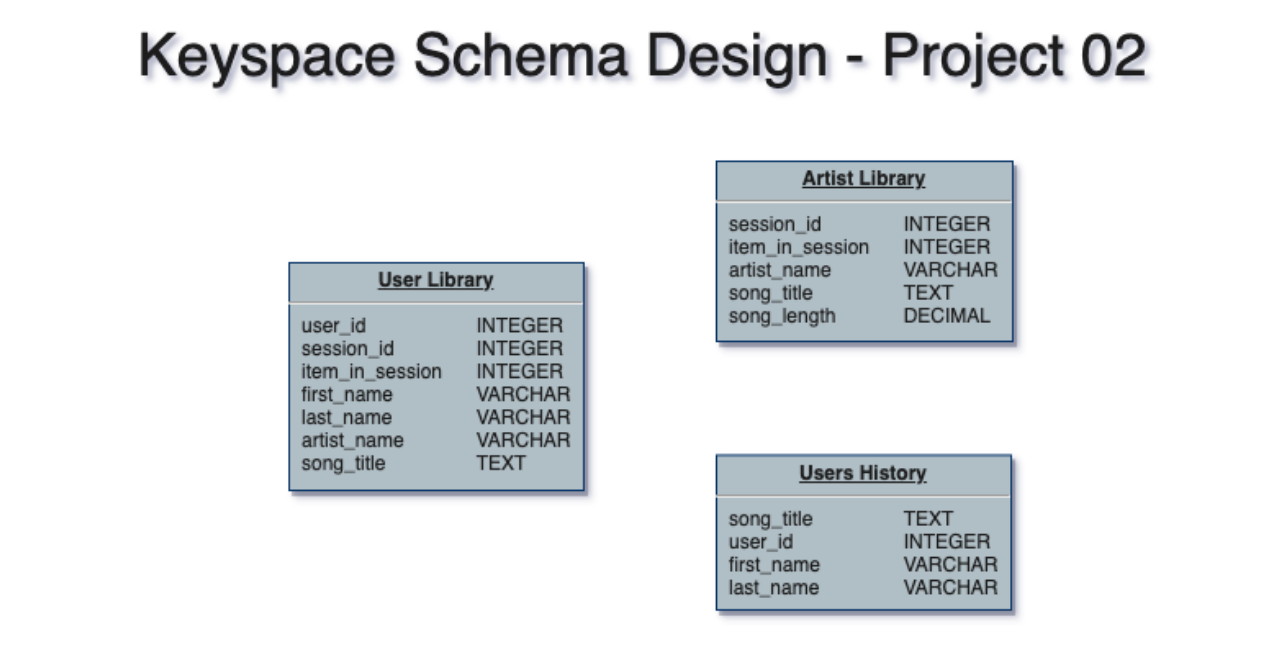 Keyspace Schema Design - Project 02
User Library
user_id INTEGER
session_id INTEGER
item_in_session INTEGER
first_name VARCHAR
last_name VARCHAR
artist_name VARCHAR
song_title TEXT
Artist Library
session_id INTEGER
item_in_session INTEGER
artist_name VARCHAR
song_title TEXT
song_length DECIMAL
Users History
song_title TEXT
user_id INTEGER
first_name VARCHAR
last_name VARCHAR